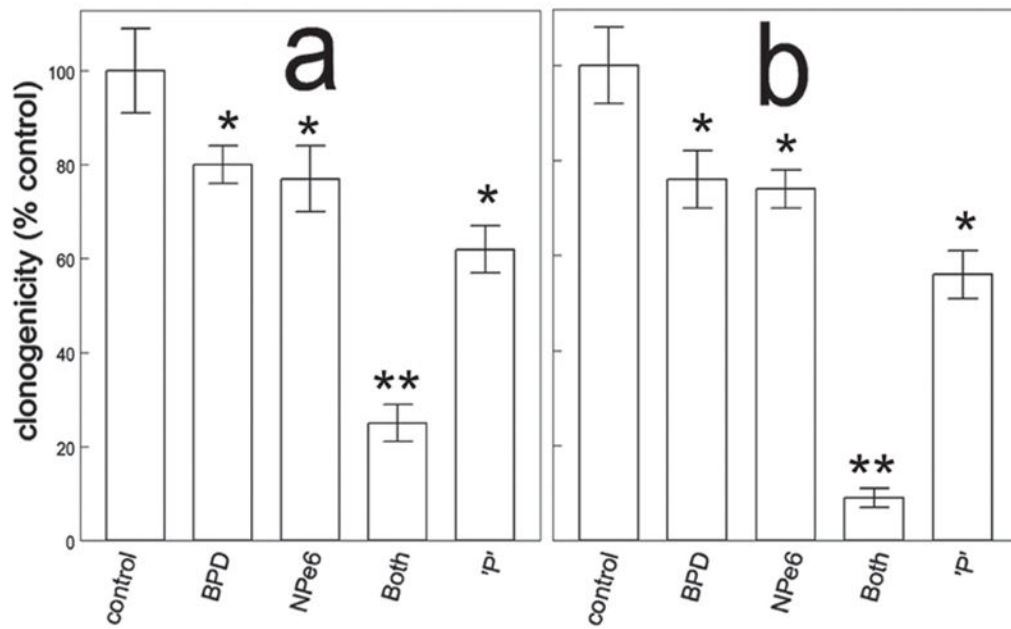 clonogenicity (% control)
100
80
60
40
20
0
a
*
*
**
*
control
BPD
NPe6
Both
'P'
b
*
*
**
*
control
BPD
NPe6
Both
'P'